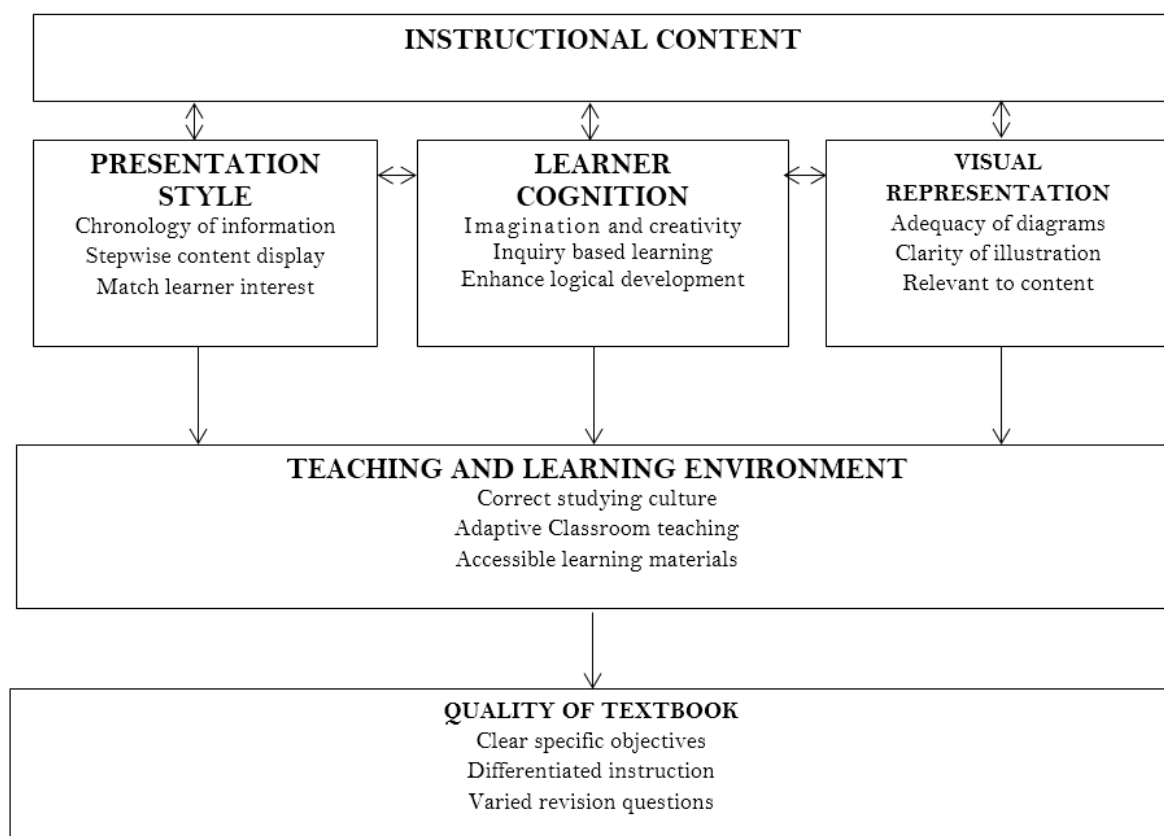 INSTRUCTIONAL CONTENT
PRESENTATION
STYLE
Chronology of information
Stepwise content display
Match learner interest
LEARNER
COGNITION
Imagination and creativity
Inquiry based learning
Enhance logical development
VISUAL
REPRESENTATION
Adequacy of diagrams
Clarity of illustration
Relevant to content
TEACHING AND LEARNING ENVIRONMENT
Correct studying culture
Adaptive Classroom teaching
Accessible learning materials
QUALITY OF TEXTBOOK
Clear specific objectives
Differentiated instruction
Varied revision questions